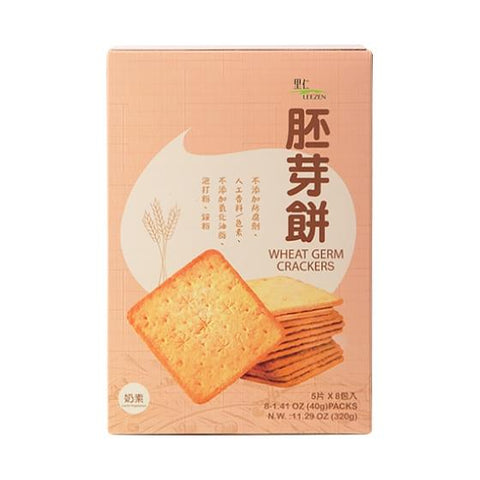 里仁
LEEZEN
胚芽餅
WHEAT GERM
CRACKERS
不添加防腐劑、
人工香料/色素、
不添加氫化油脂、
泡打粉、銨粉
奶素
5片 X 8包入
8-1.41 OZ (40g)PACKS
N.W. :11.29 OZ (320g)